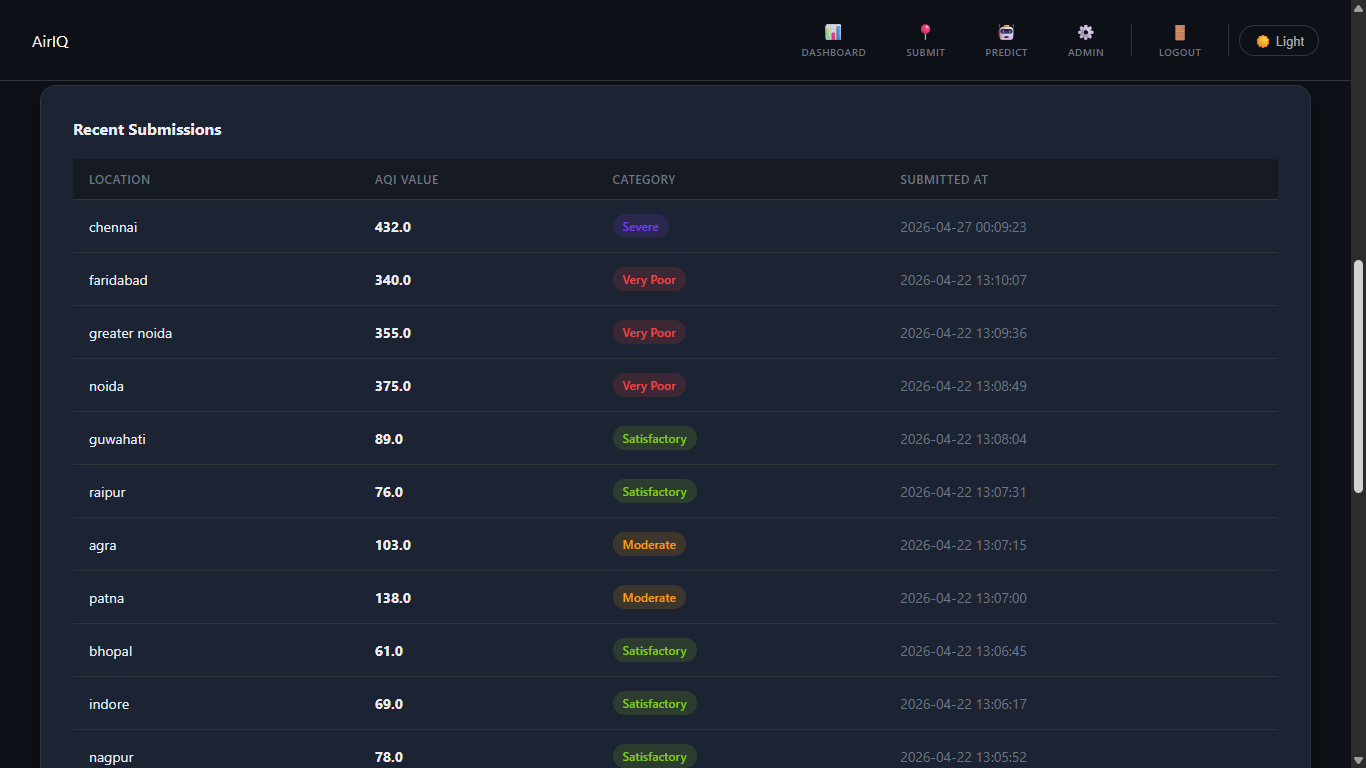 AirIQ
DASHBOARD SUBMIT PREDICT ADMIN LOGOUT Light
Recent Submissions
LOCATION AQI VALUE CATEGORY SUBMITTED AT
chennai 432.0 Severe 2026-04-27 00:09:23
faridabad 340.0 Very Poor 2026-04-22 13:10:07
greater noida 355.0 Very Poor 2026-04-22 13:09:36
noida 375.0 Very Poor 2026-04-22 13:08:49
guwahati 89.0 Satisfactory 2026-04-22 13:08:04
raipur 76.0 Satisfactory 2026-04-22 13:07:31
agra 103.0 Moderate 2026-04-22 13:07:15
patna 138.0 Moderate 2026-04-22 13:07:00
bhopal 61.0 Satisfactory 2026-04-22 13:06:45
indore 69.0 Satisfactory 2026-04-22 13:06:17
nagpur 78.0 Satisfactory 2026-04-22 13:05:52